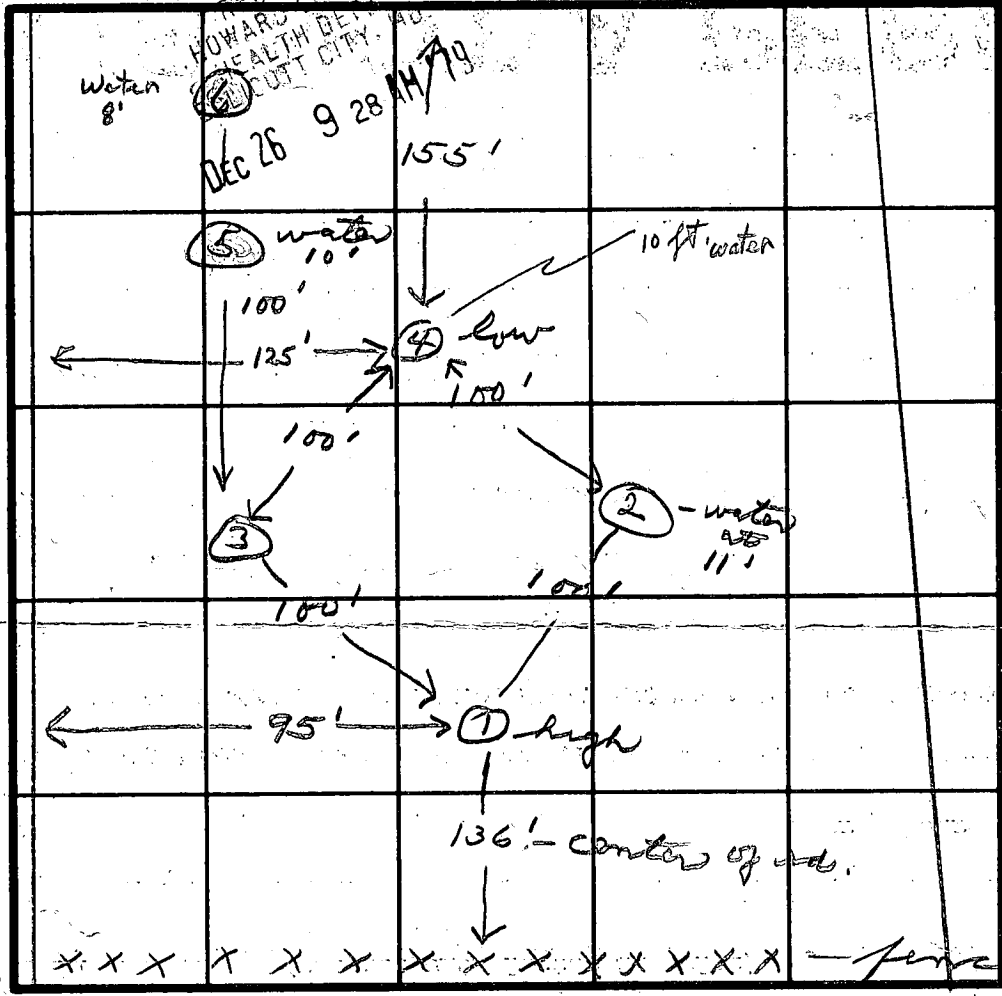 HOWARD
HEALTH DEPT
CITY, MD
DEC 26 9 28 AM '79
Water
8'
6
155'
5 water
10'
10 ft. water
100'
4 low
125'
100'
100'
3
2 - water
at
11'
100'
100'
95'
1 high
136' - center of rd.
X X X X X X X X X X X X X X - fence